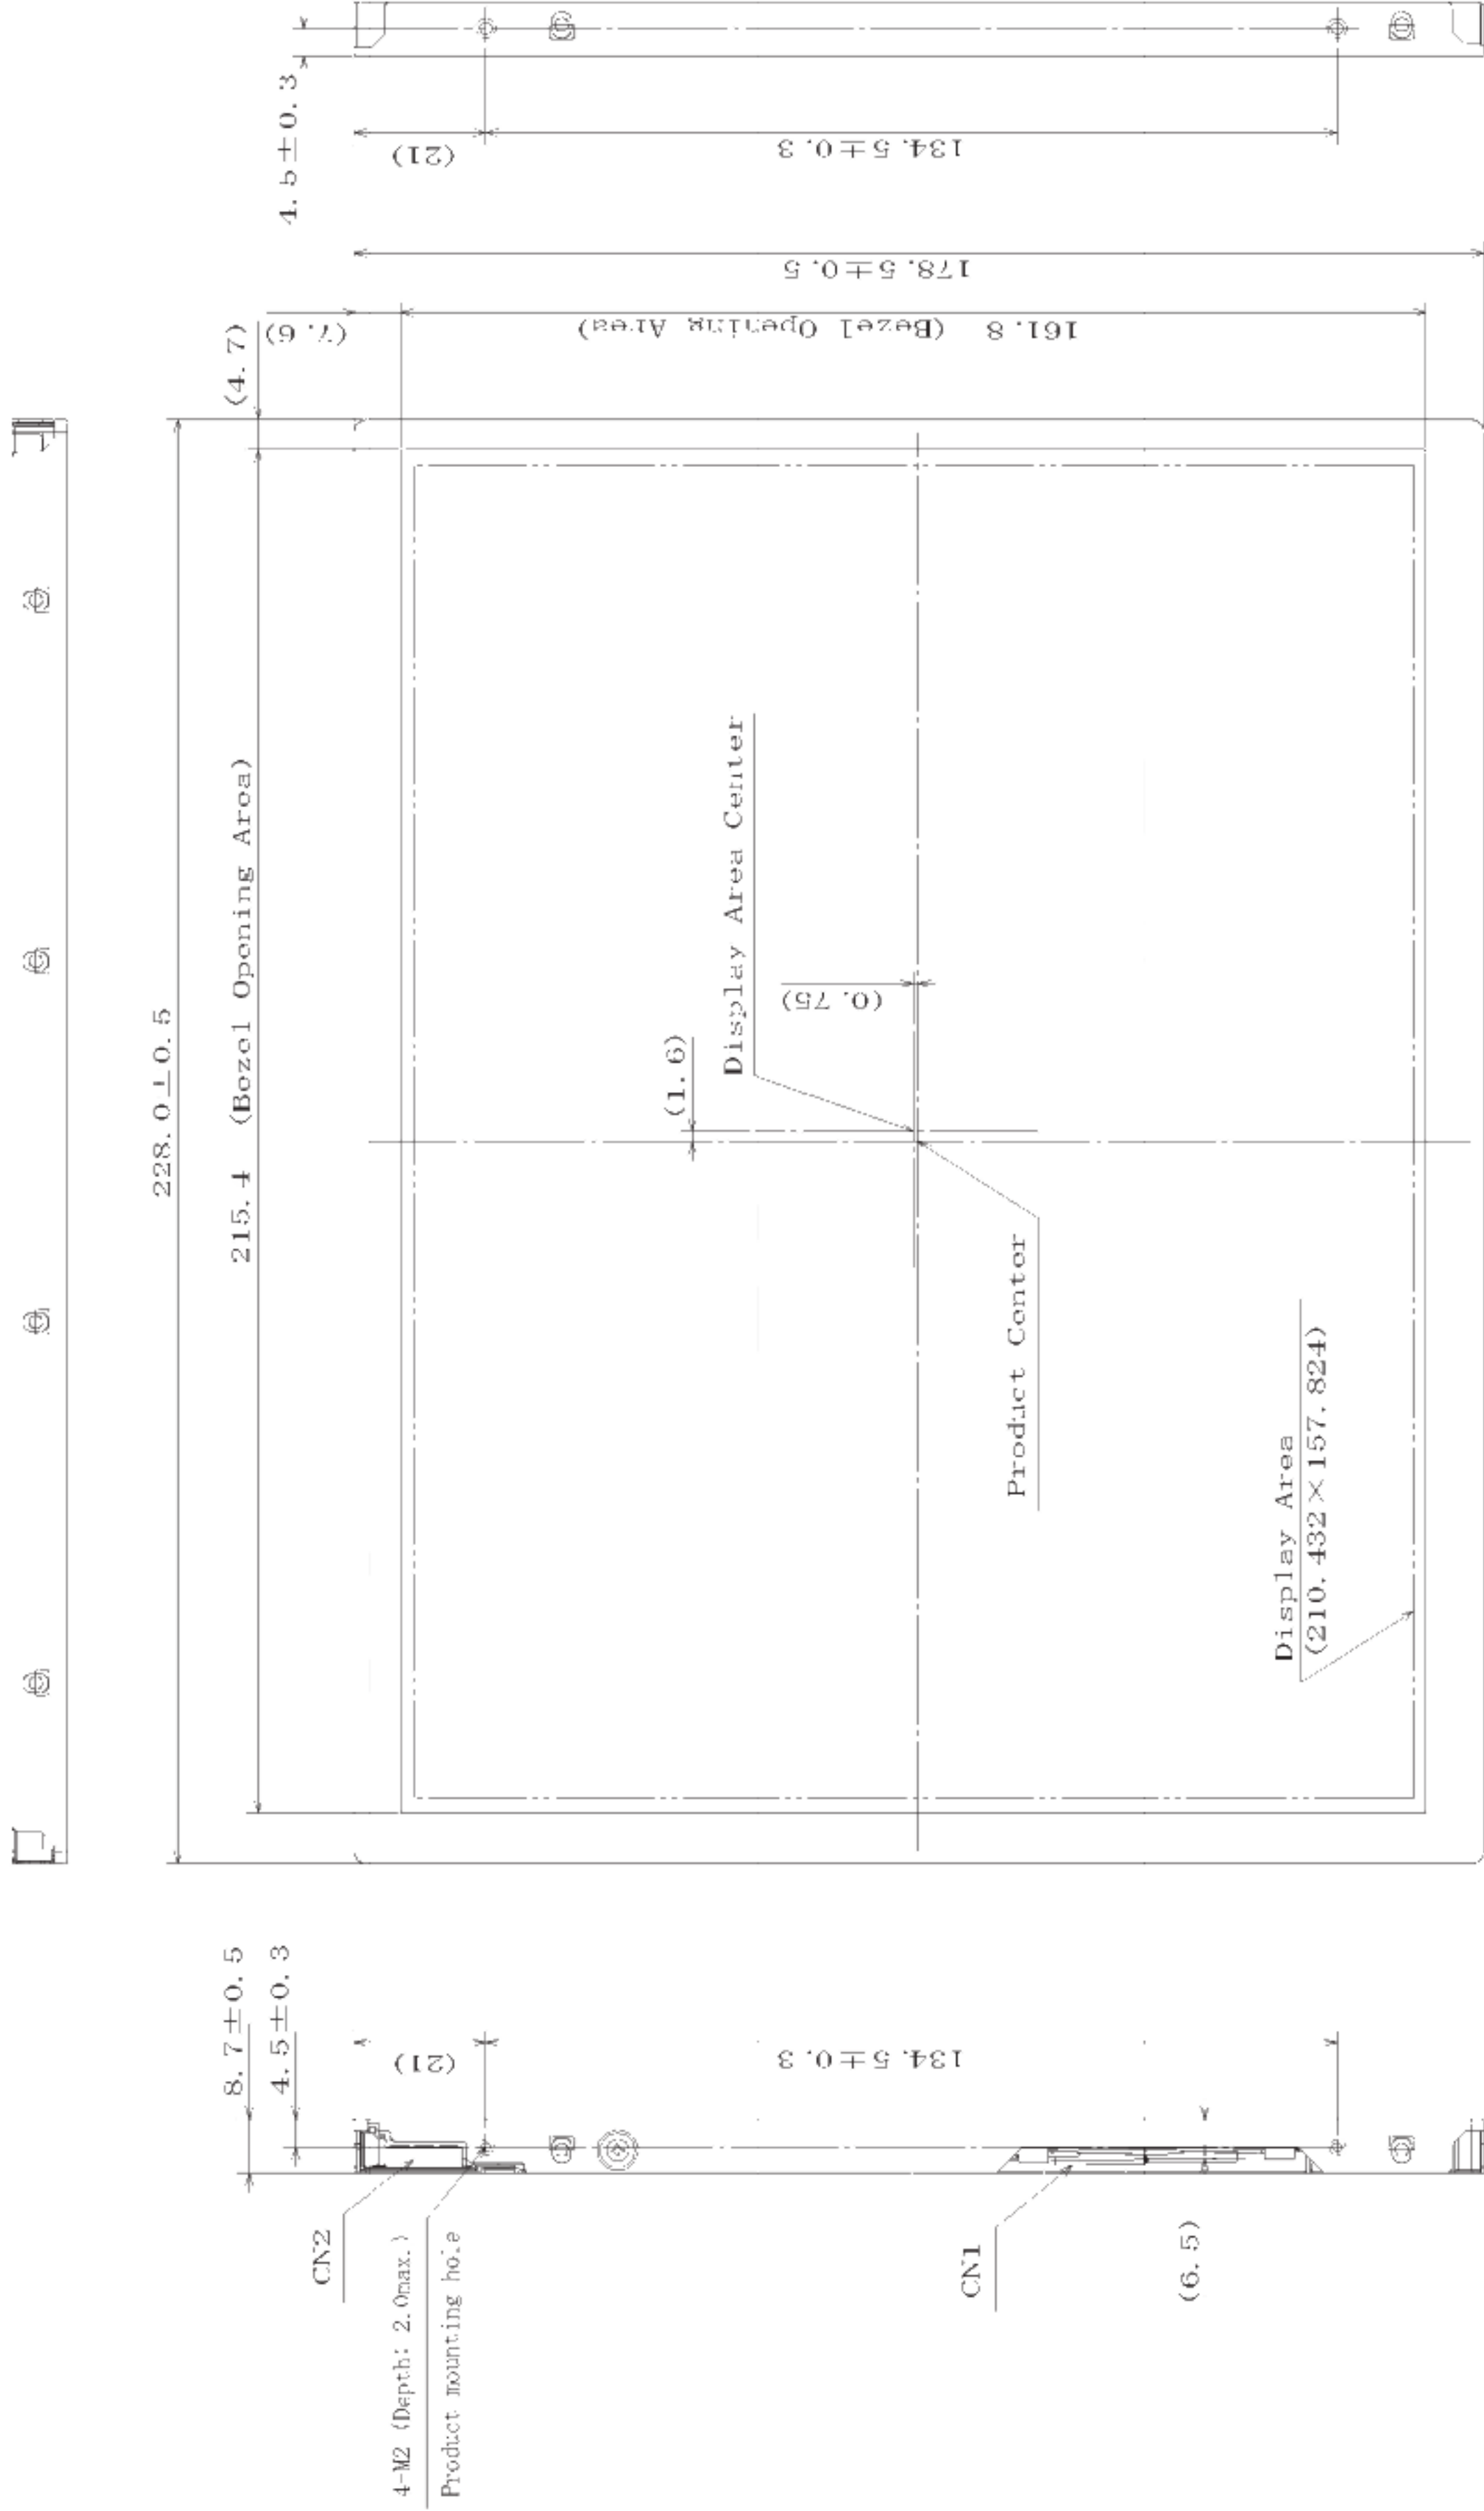 4.5±0.3
(21)
134.5±0.3
178.5±0.5
(7.6)
161.8 (Bezel Opening Area)
(4.7)
228.0±0.5
215.4 (Bezel Opening Area)
Display Area Center
(0.75)
(1.6)
Product Center
Display Area
(210.432×157.824)
8.7±0.5
4.5±0.3
(21)
134.5±0.3
CN2
4-M2 (Depth: 2.0max.)
Product mounting hole
CN1
(6.5)